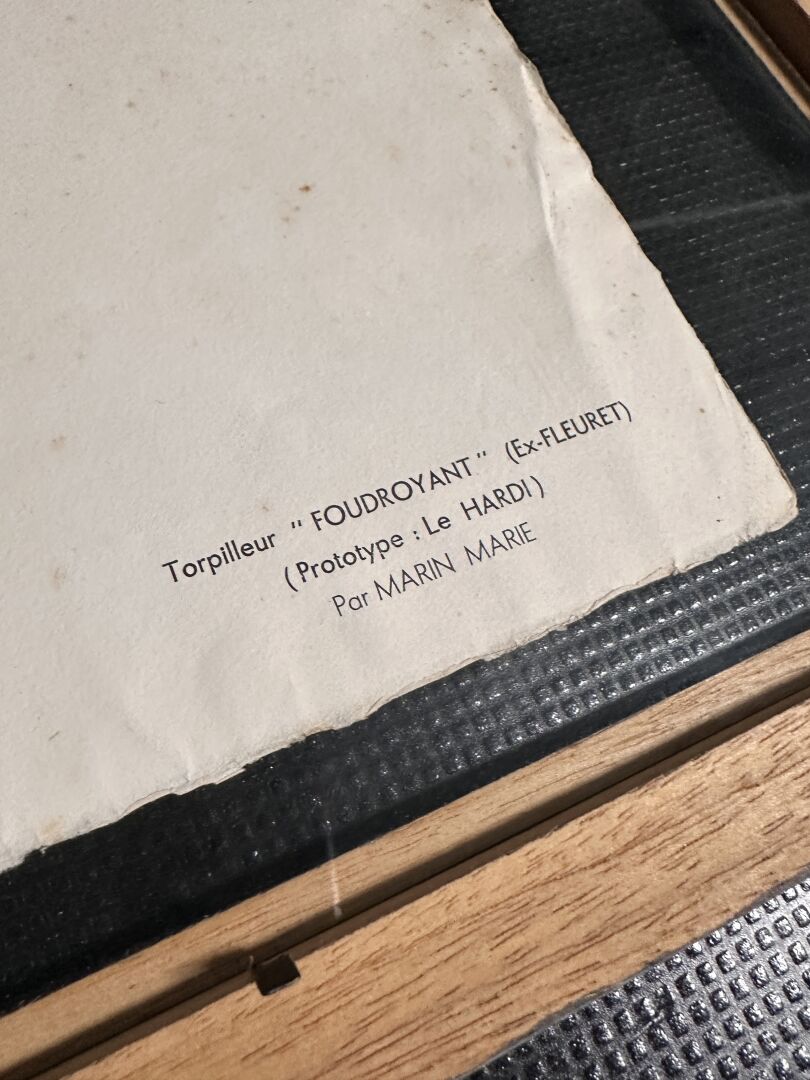 Torpilleur " FOUDROYANT " (Ex-FLEURET)
(Prototype : Le HARDI)
Par MARIN MARIE